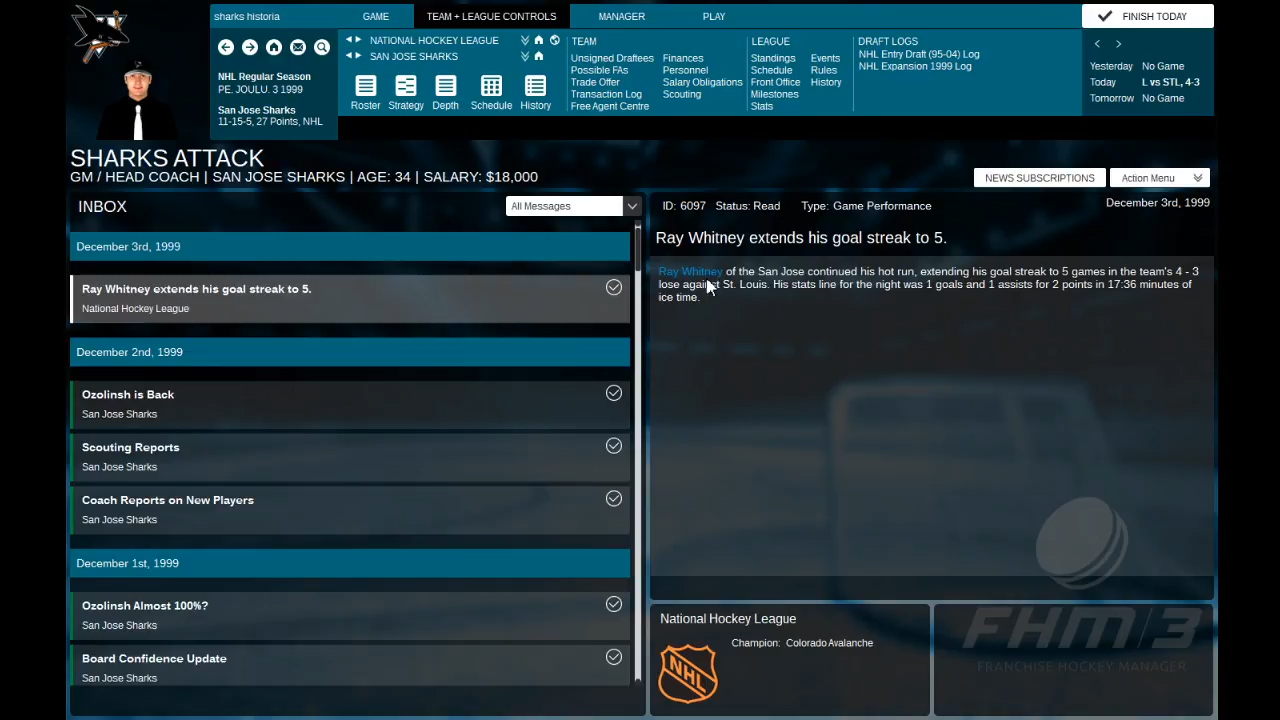 sharks historia
GAME
TEAM + LEAGUE CONTROLS
MANAGER
PLAY
FINISH TODAY
NATIONAL HOCKEY LEAGUE
SAN JOSE SHARKS
NHL Regular Season
PE. JOULU. 3 1999
San Jose Sharks
11-15-5, 27 Points, NHL
Roster Strategy Depth Schedule History
TEAM
Unsigned Draftees Finances
Possible FAs Personnel
Trade Offer Salary Obligations
Transaction Log Scouting
Free Agent Centre
LEAGUE
Standings Events
Schedule Rules
Front Office History
Milestones
Stats
DRAFT LOGS
NHL Entry Draft (95-04) Log
NHL Expansion 1999 Log
Yesterday No Game
Today L vs STL, 4-3
Tomorrow No Game
SHARKS ATTACK
GM / HEAD COACH | SAN JOSE SHARKS | AGE: 34 | SALARY: $18,000
NEWS SUBSCRIPTIONS
Action Menu
INBOX
All Messages
December 3rd, 1999
Ray Whitney extends his goal streak to 5.
National Hockey League
December 2nd, 1999
Ozolinsh is Back
San Jose Sharks
Scouting Reports
San Jose Sharks
Coach Reports on New Players
San Jose Sharks
December 1st, 1999
Ozolinsh Almost 100%?
San Jose Sharks
Board Confidence Update
San Jose Sharks
ID: 6097 Status: Read Type: Game Performance
December 3rd, 1999
Ray Whitney extends his goal streak to 5.
Ray Whitney of the San Jose continued his hot run, extending his goal streak to 5 games in the team's 4 - 3
lose against St. Louis. His stats line for the night was 1 goals and 1 assists for 2 points in 17:36 minutes of
ice time.
National Hockey League
Champion: Colorado Avalanche
NHL
FHM/3
FRANCHISE HOCKEY MANAGER